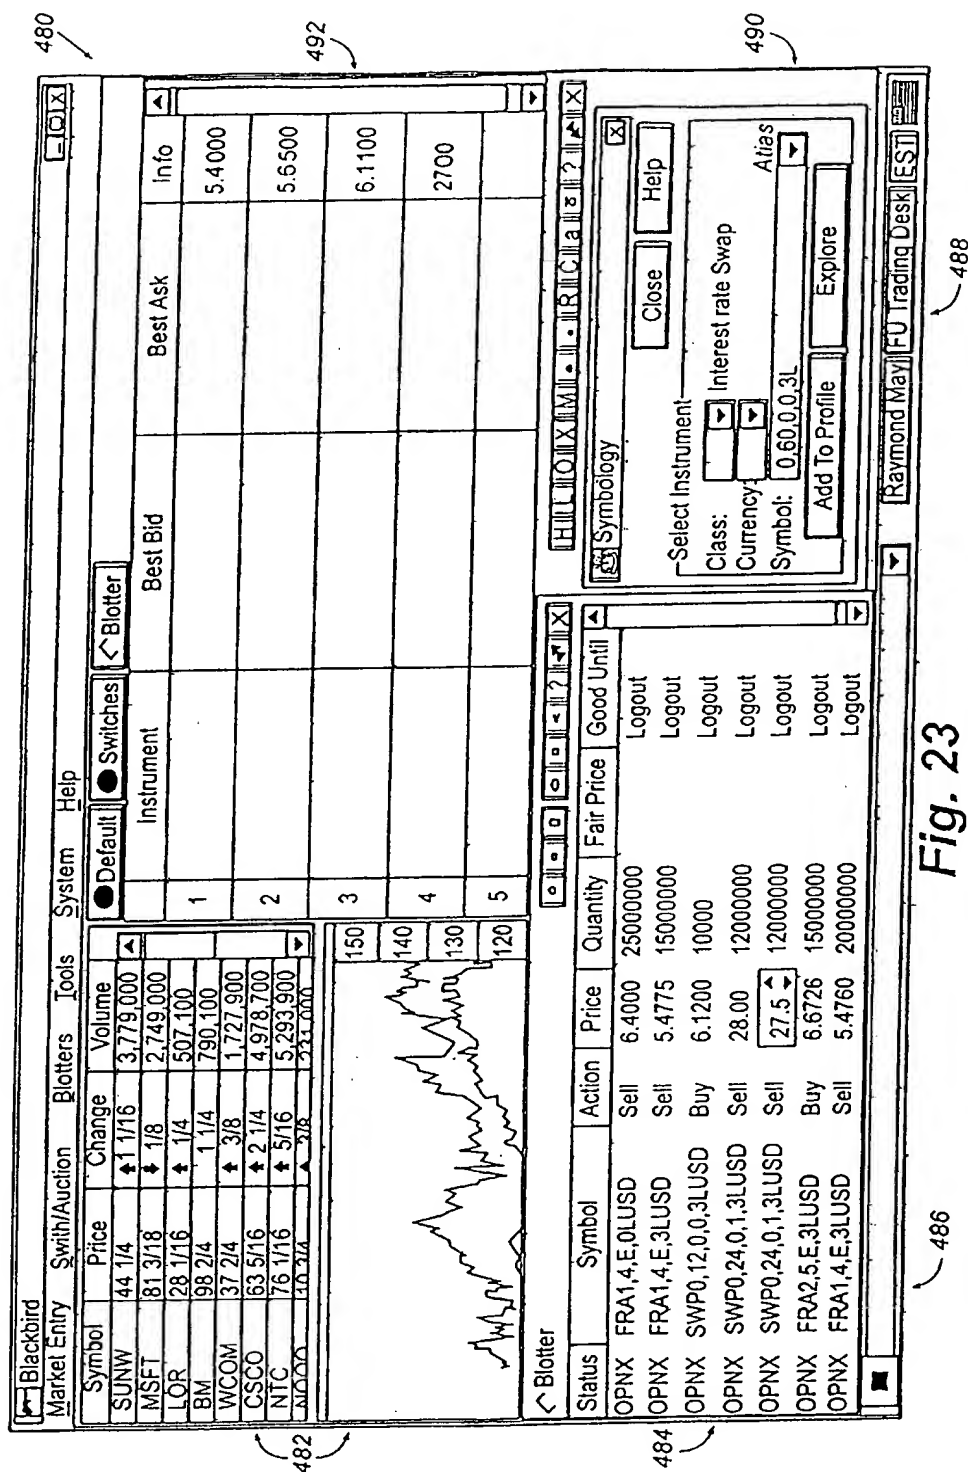 480
Blackbird
Market Entry Swith/Auction Blotters Tools System Help
Symbol Price Change Volume
SUNW 44 1/4 1 1/16 3,779,000
MSFT 81 3/18 1/8 2,749,000
LOR 28 1/16 1/4 507,100
BM 98 2/4 1 1/4 790,100
WCOM 37 2/4 3/8 1,727,900
CSCO 63 5/16 2 1/4 4,978,700
NTC 76 1/16 5/16 5,293,900
150
140
130
120
482
Default Switches Blotter
Instrument Best Bid Best Ask Info
1 5.4000
2 5.6500
3 6.1100
4 2700
5
492
Blotter
? X
Status Symbol Action Price Quantity Fair Price Good Until
OPNX FRA1,4,E,0LUSD Sell 6.4000 25000000 Logout
OPNX FRA1,4,E,3LUSD Sell 5.4775 15000000 Logout
OPNX SWP0,12,0,0,3LUSD Buy 6.1200 10000 Logout
OPNX SWP0,24,0,1,3LUSD Sell 28.00 12000000 Logout
OPNX SWP0,24,0,1,3LUSD Sell 27.5 12000000 Logout
OPNX FRA2,5,E,3LUSD Buy 6.6726 15000000 Logout
OPNX FRA1,4,E,3LUSD Sell 5.4760 20000000 Logout
484
H L O X M R C a ? X
Symbology X
Close Help
Select Instrument
Class: Interest rate Swap
Currency:
Symbol: 0,60,0,0,3L Atias
Add To Profile Explore
490
Raymond May FU Trading Desk EST
486
488
Fig. 23